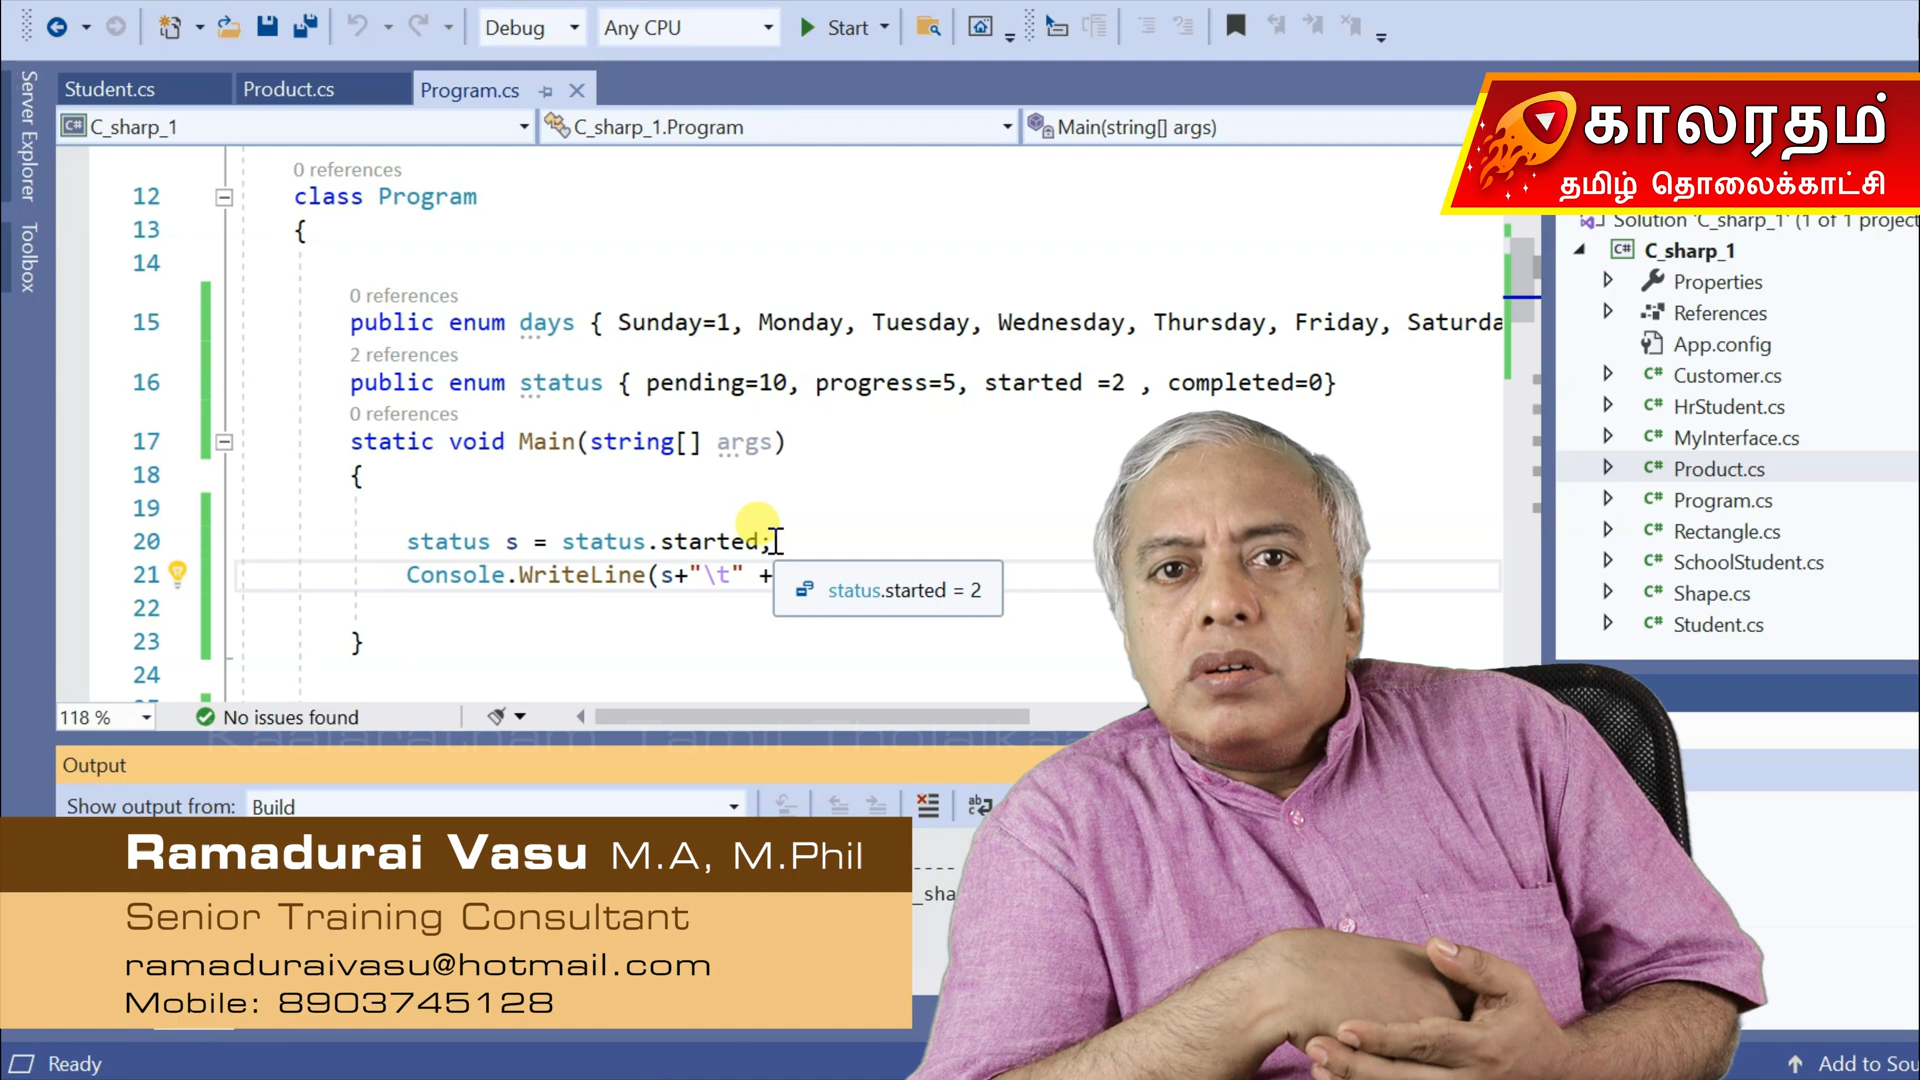 Debug
Any CPU
Start
Student.cs
Product.cs
Program.cs
C_sharp_1
C_sharp_1.Program
Main(string[] args)
காலரதம்
தமிழ் தொலைக்காட்சி
Server Explorer
Toolbox
0 references
12 class Program
13 {
14
0 references
15 public enum days { Sunday=1, Monday, Tuesday, Wednesday, Thursday, Friday, Saturda
2 references
16 public enum status { pending=10, progress=5, started =2 , completed=0}
0 references
17 static void Main(string[] args)
18 {
19
20 status s = status.started;
21 Console.WriteLine(s+"\t" +
status.started = 2
22
23 }
24
Solution 'C_sharp_1' (1 of 1 project
C# C_sharp_1
Properties
References
App.config
C# Customer.cs
C# HrStudent.cs
C# MyInterface.cs
C# Product.cs
C# Program.cs
C# Rectangle.cs
C# SchoolStudent.cs
C# Shape.cs
C# Student.cs
118 %
No issues found
Output
Show output from: Build
_sha
Ramadurai Vasu M.A, M.Phil
Senior Training Consultant
ramaduraivasu@hotmail.com
Mobile: 8903745128
Ready
Add to Sou